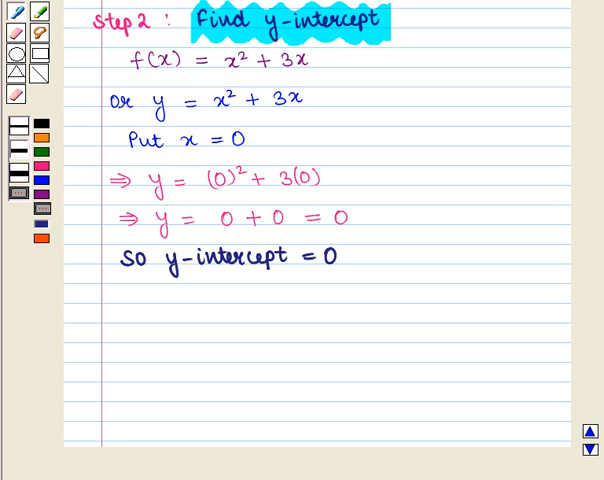 Step 2 : Find y-intercept
f(x) = x² + 3x
Or y = x² + 3x
Put x = 0
⇒ y = (0)² + 3(0)
⇒ y = 0 + 0 = 0
So y-intercept = 0